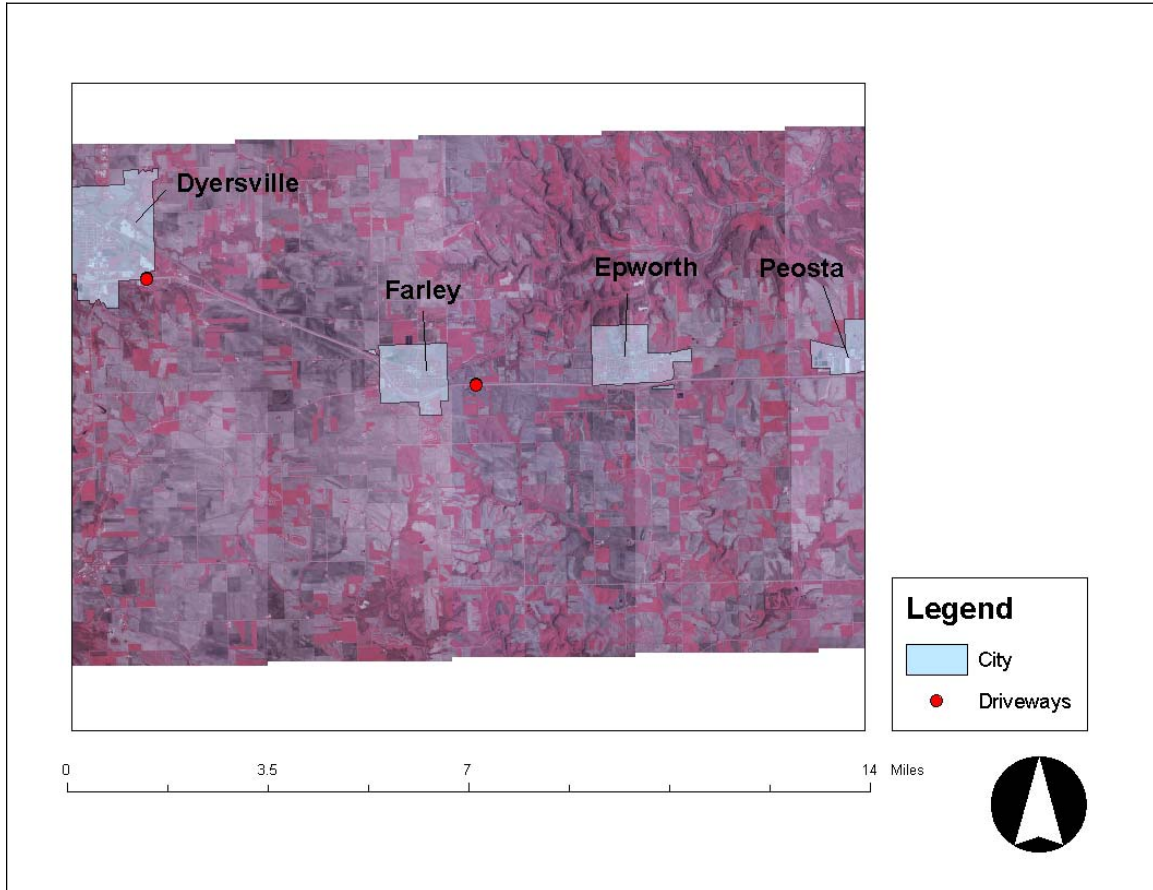 Dyersville
Epworth
Peosta
Farley
Legend
City
Driveways
0 3.5 7 14 Miles